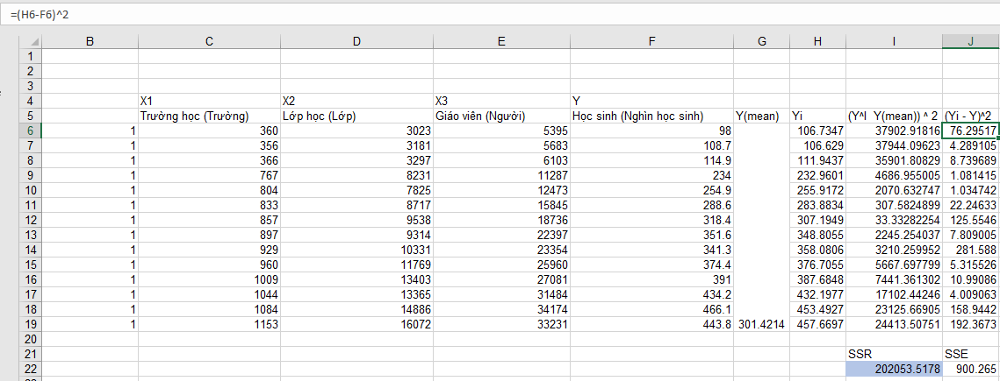 =(H6-F6)^2
B C D E F G H I J
1
2
3
4 X1 X2 X3 Y
5 Trường học (Trường) Lớp học (Lớp) Giáo viên (Người) Học sinh (Nghìn học sinh) Y(mean) Yi (Y^I Y(mean)) ^ 2 (Yi - Y)^2
6 1 360 3023 5395 98 106.7347 37902.91816 76.29517
7 1 356 3181 5683 108.7 106.629 37944.09623 4.289105
8 1 366 3297 6103 114.9 111.9437 35901.80829 8.739689
9 1 767 8231 11287 234 232.9601 4686.955005 1.081415
10 1 804 7825 12473 254.9 255.9172 2070.632747 1.034742
11 1 833 8717 15845 288.6 283.8834 307.5824899 22.24633
12 1 857 9538 18736 318.4 307.1949 33.33282254 125.5546
13 1 897 9314 22397 351.6 348.8055 2245.254037 7.809005
14 1 929 10331 23354 341.3 358.0806 3210.259952 281.588
15 1 960 11769 25960 374.4 376.7055 5667.697799 5.315526
16 1 1009 13403 27081 391 387.6848 7441.361302 10.99086
17 1 1044 13365 31484 434.2 432.1977 17102.44246 4.009063
18 1 1084 14886 34174 466.1 453.4927 23125.66905 158.9442
19 1 1153 16072 33231 443.8 301.4214 457.6697 24413.50751 192.3673
20
21 SSR SSE
22 202053.5178 900.265